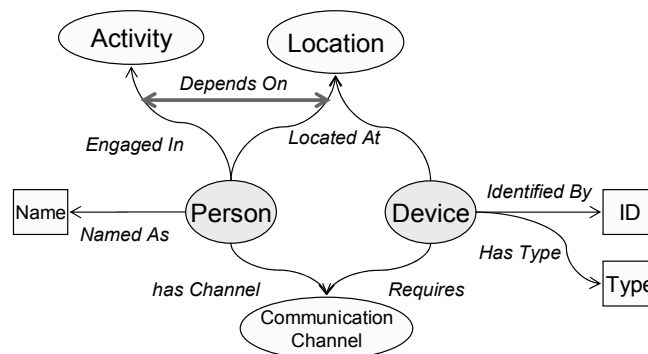 Activity
Location
Depends On
Engaged In
Located At
Name
Person
Device
Identified By
ID
Named As
Has Type
Type
has Channel
Requires
Communication
Channel